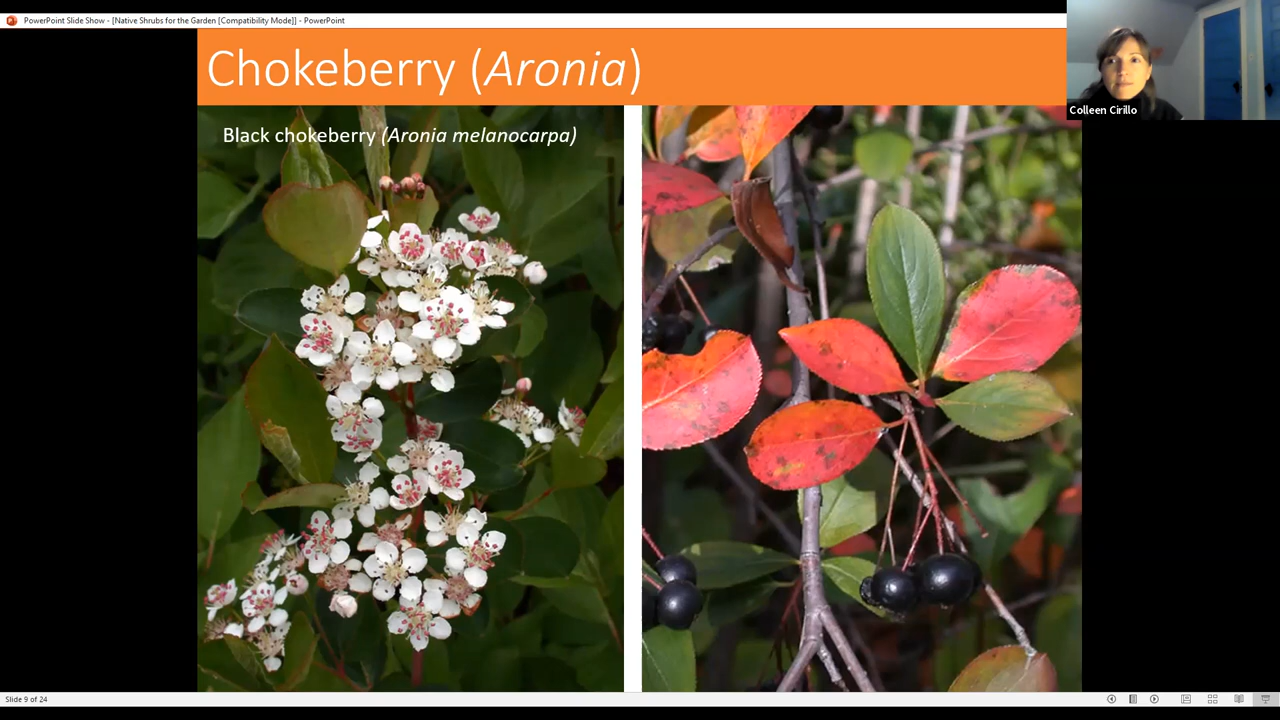 PowerPoint Slide Show - [Native Shrubs for the Garden [Compatibility Mode]] - PowerPoint
Chokeberry (Aronia)
Colleen Cirillo
Black chokeberry (Aronia melanocarpa)
Slide 9 of 24